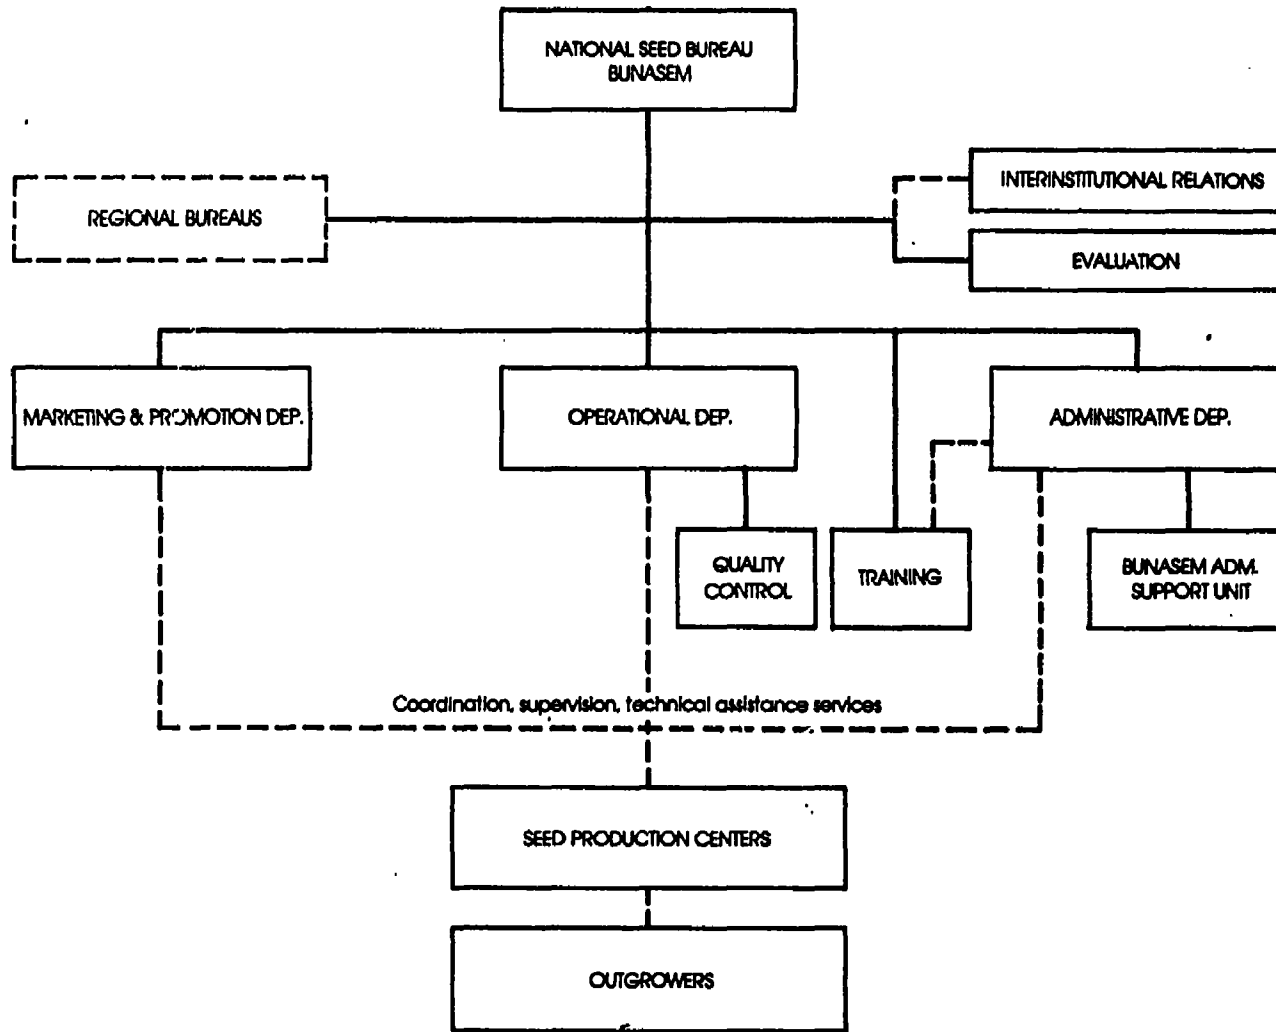 NATIONAL SEED BUREAU
BUNASEM
INTERINSTITUTIONAL RELATIONS
REGIONAL BUREAUS
EVALUATION
MARKETING & PROMOTION DEP.
OPERATIONAL DEP.
ADMINISTRATIVE DEP.
QUALITY
CONTROL
TRAINING
BUNASEM ADM.
SUPPORT UNIT
Coordination, supervision, technical assistance services
SEED PRODUCTION CENTERS
OUTGROWERS